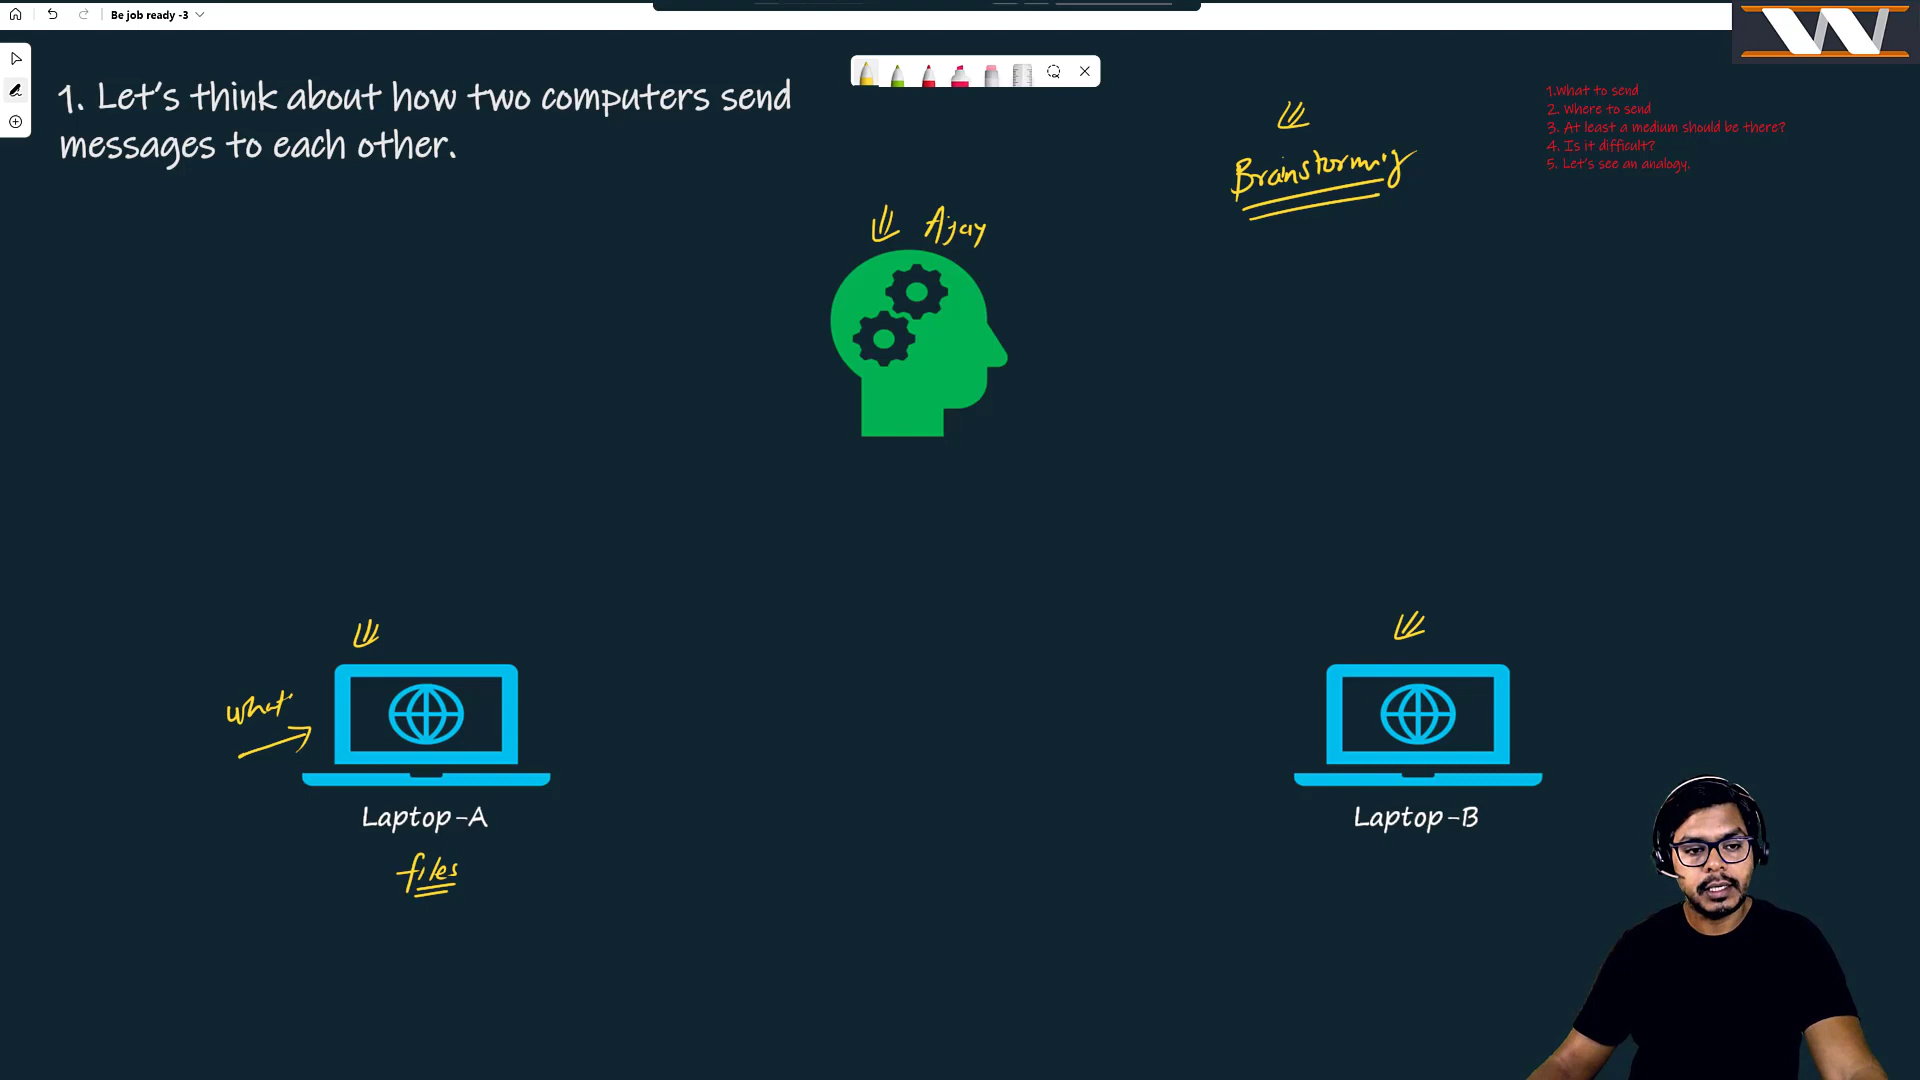 Be job ready -3
1. Let's think about how two computers send
messages to each other.
1.What to send
2. Where to send
3. At least a medium should be there?
4. Is it difficult?
5. Let's see an analogy.
Brainstorming
Ajay
what
Laptop-A
Laptop-B
files